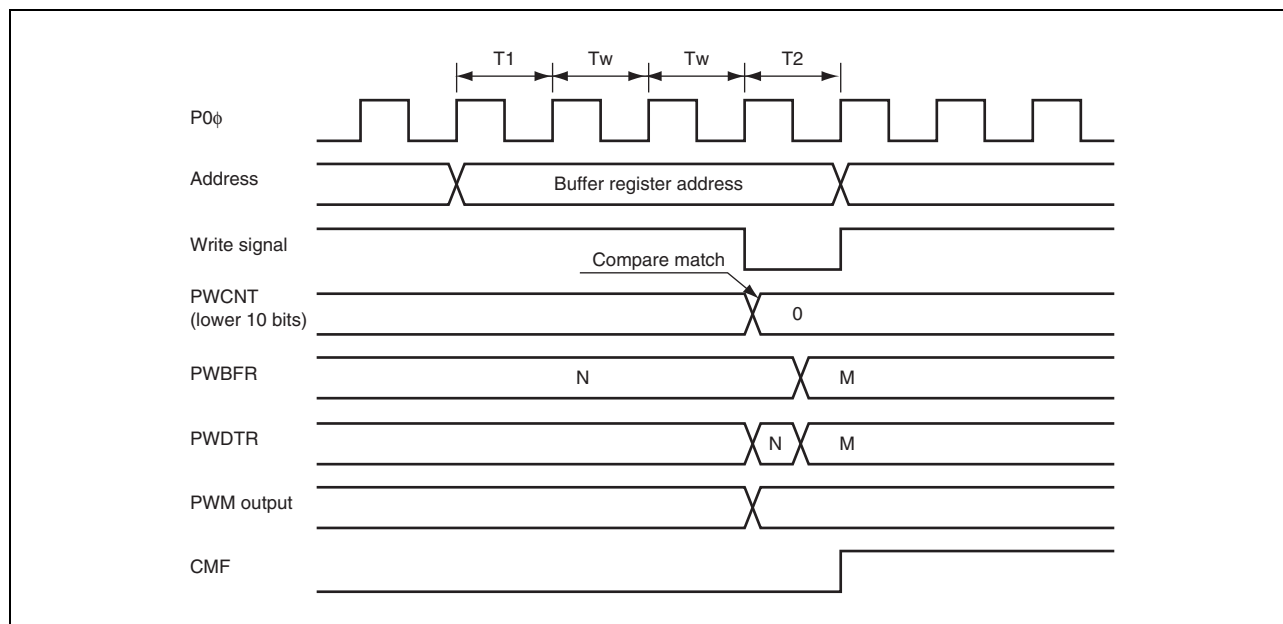 T1 Tw Tw T2
P0ϕ
Address
Buffer register address
Write signal
Compare match
PWCNT
(lower 10 bits)
0
PWBFR
N M
PWDTR
N M
PWM output
CMF